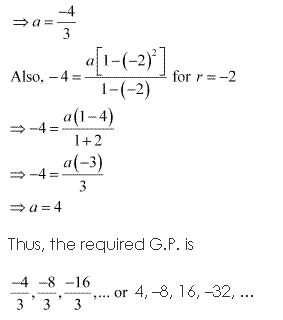 ⇒ a = -4/3
Also, -4 = a[1-(-2)²]/1-(-2) for r = -2
⇒ -4 = a(1-4)/1+2
⇒ -4 = a(-3)/3
⇒ a = 4
Thus, the required G.P. is
-4/3, -8/3, -16/3,... or 4, –8, 16, –32, ...